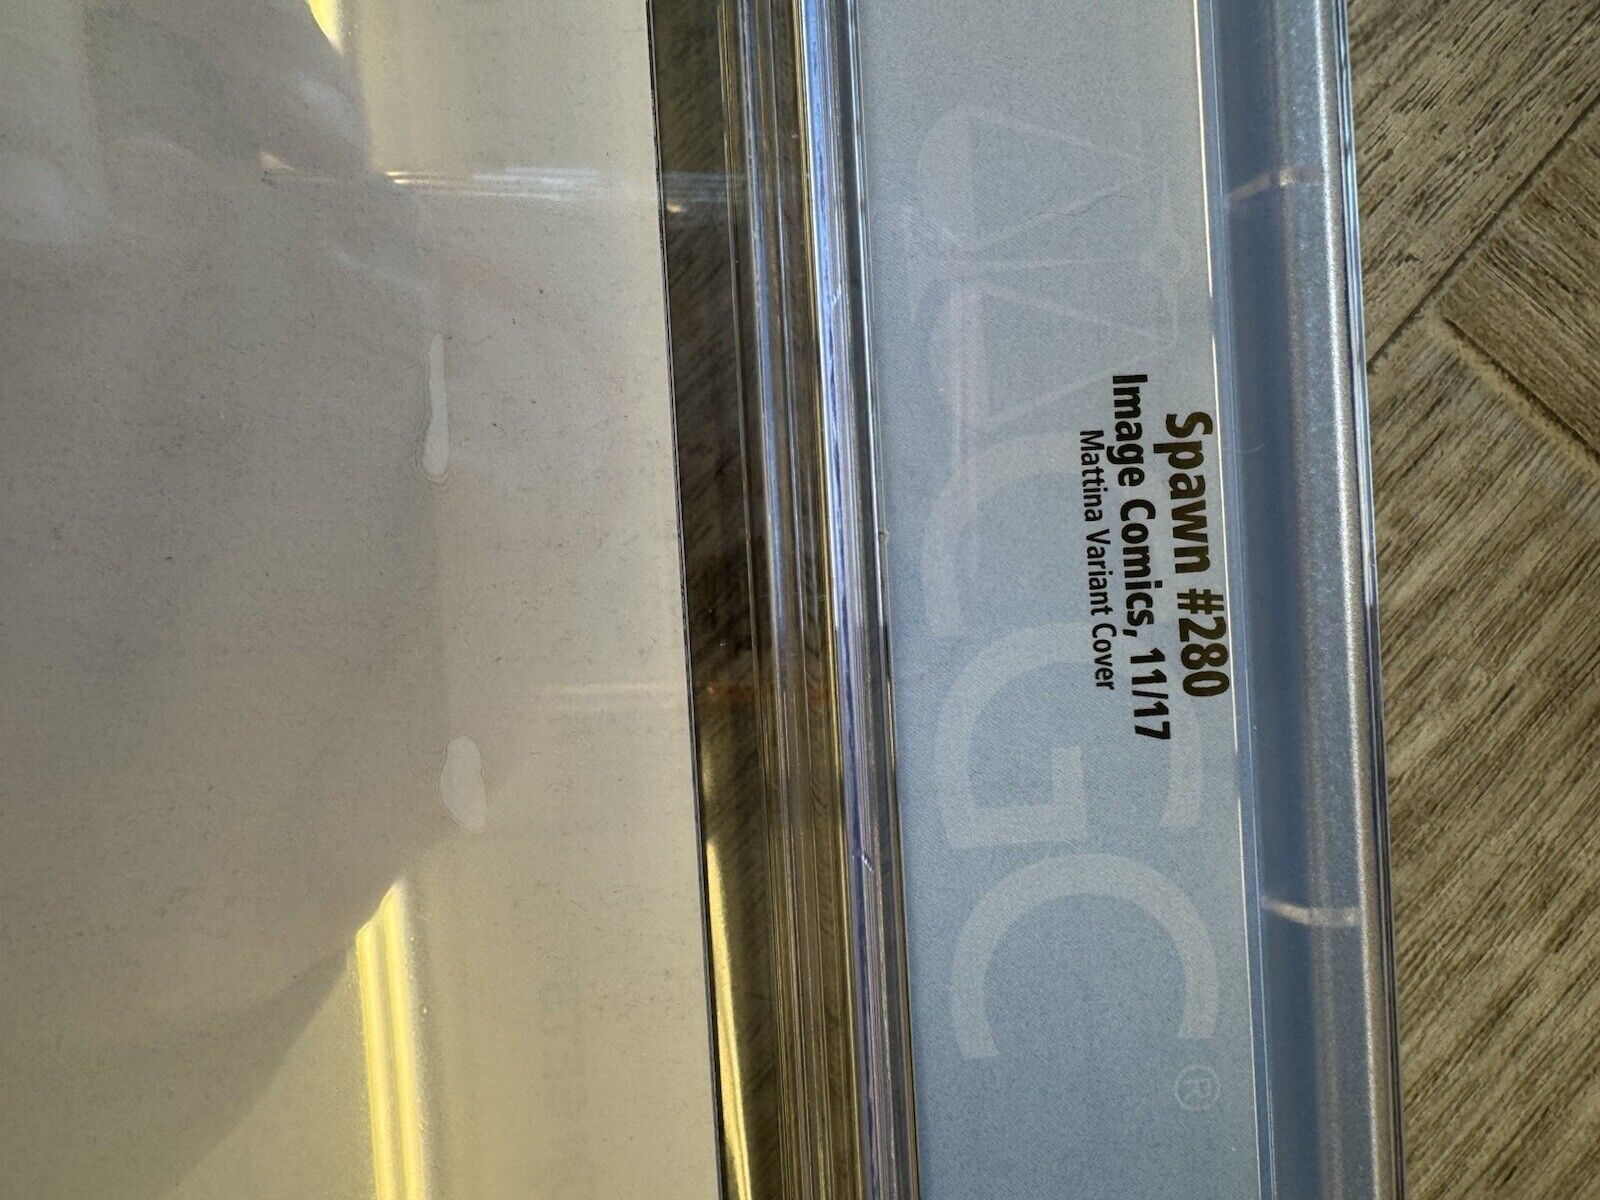 Spawn #280
Image Comics, 11/17
Mattina Variant Cover
CGC®